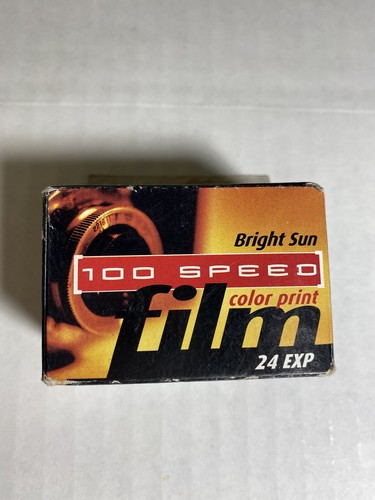 Bright Sun
100 SPEED
color print
film
24 EXP